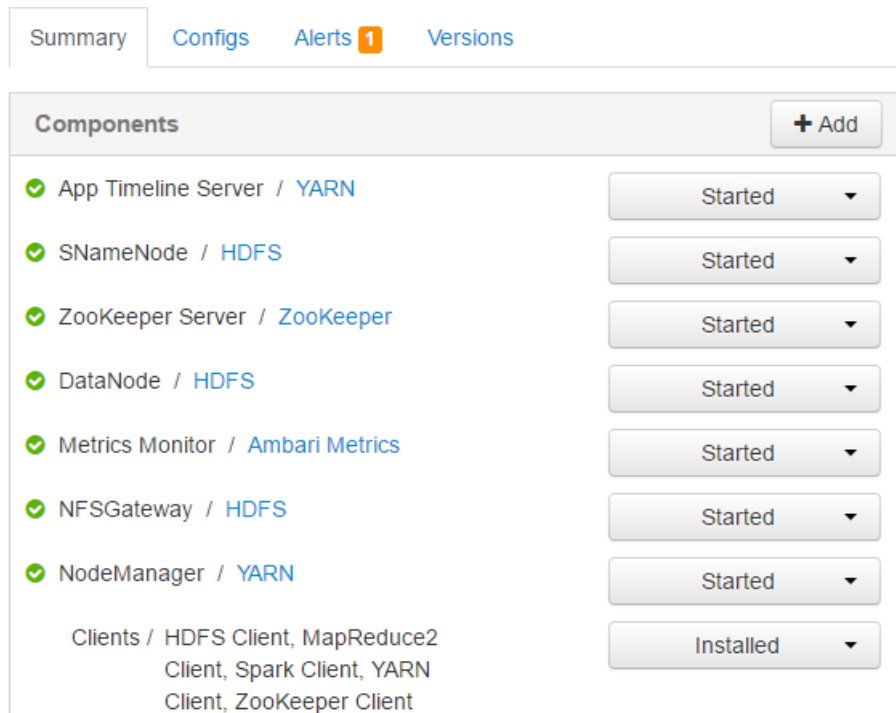 Summary Configs Alerts 1 Versions
Components + Add
App Timeline Server / YARN Started
SNameNode / HDFS Started
ZooKeeper Server / ZooKeeper Started
DataNode / HDFS Started
Metrics Monitor / Ambari Metrics Started
NFSGateway / HDFS Started
NodeManager / YARN Started
Clients / HDFS Client, MapReduce2 Installed
Client, Spark Client, YARN
Client, ZooKeeper Client